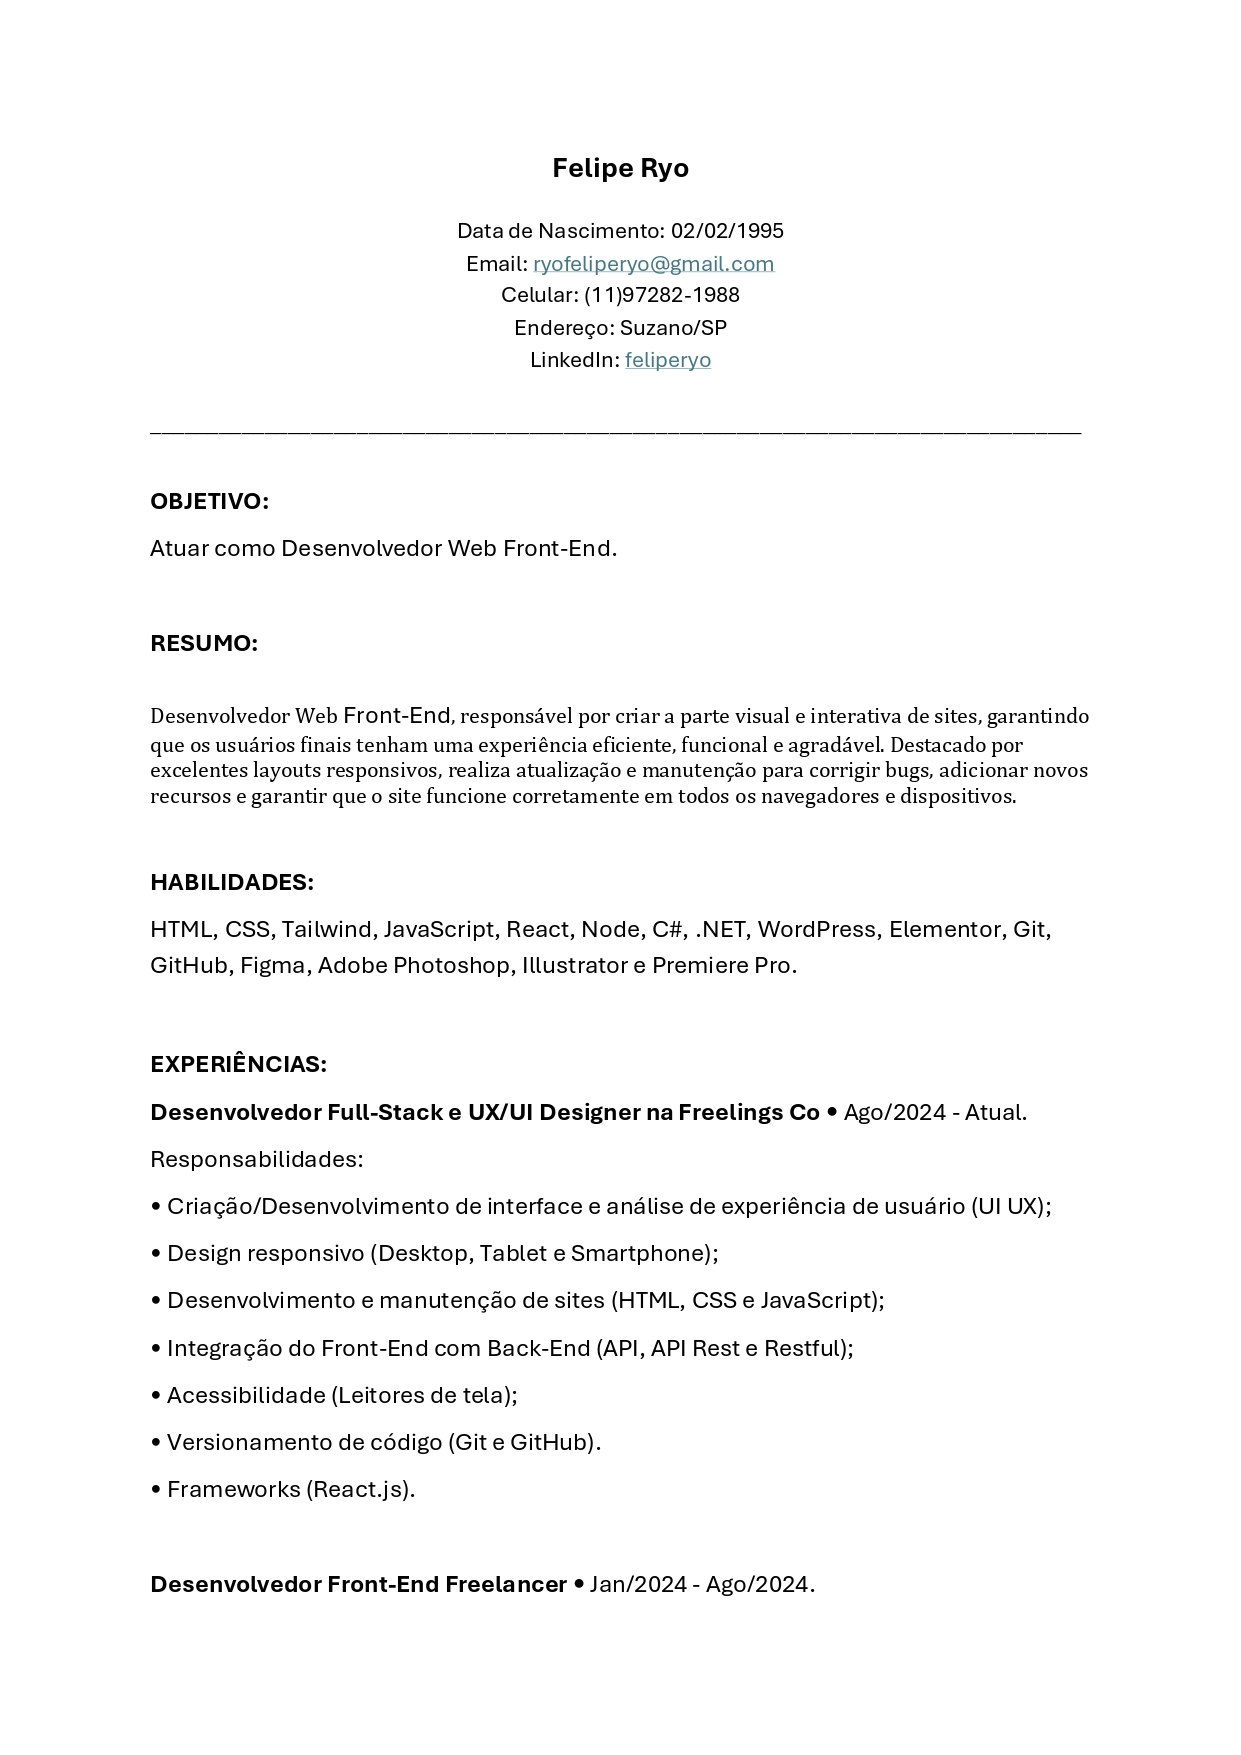 Felipe Ryo
Data de Nascimento: 02/02/1995
Email: ryofeliperyo@gmail.com
Celular: (11)97282-1988
Endereço: Suzano/SP
LinkedIn: feliperyo
OBJETIVO:
Atuar como Desenvolvedor Web Front-End.
RESUMO:
Desenvolvedor Web Front-End, responsável por criar a parte visual e interativa de sites, garantindo
que os usuários finais tenham uma experiência eficiente, funcional e agradável. Destacado por
excelentes layouts responsivos, realiza atualização e manutenção para corrigir bugs, adicionar novos
recursos e garantir que o site funcione corretamente em todos os navegadores e dispositivos.
HABILIDADES:
HTML, CSS, Tailwind, JavaScript, React, Node, C#, .NET, WordPress, Elementor, Git,
GitHub, Figma, Adobe Photoshop, Illustrator e Premiere Pro.
EXPERIÊNCIAS:
Desenvolvedor Full-Stack e UX/UI Designer na Freelings Co • Ago/2024 - Atual.
Responsabilidades:
• Criação/Desenvolvimento de interface e análise de experiência de usuário (UI UX);
• Design responsivo (Desktop, Tablet e Smartphone);
• Desenvolvimento e manutenção de sites (HTML, CSS e JavaScript);
• Integração do Front-End com Back-End (API, API Rest e Restful);
• Acessibilidade (Leitores de tela);
• Versionamento de código (Git e GitHub).
• Frameworks (React.js).
Desenvolvedor Front-End Freelancer • Jan/2024 - Ago/2024.